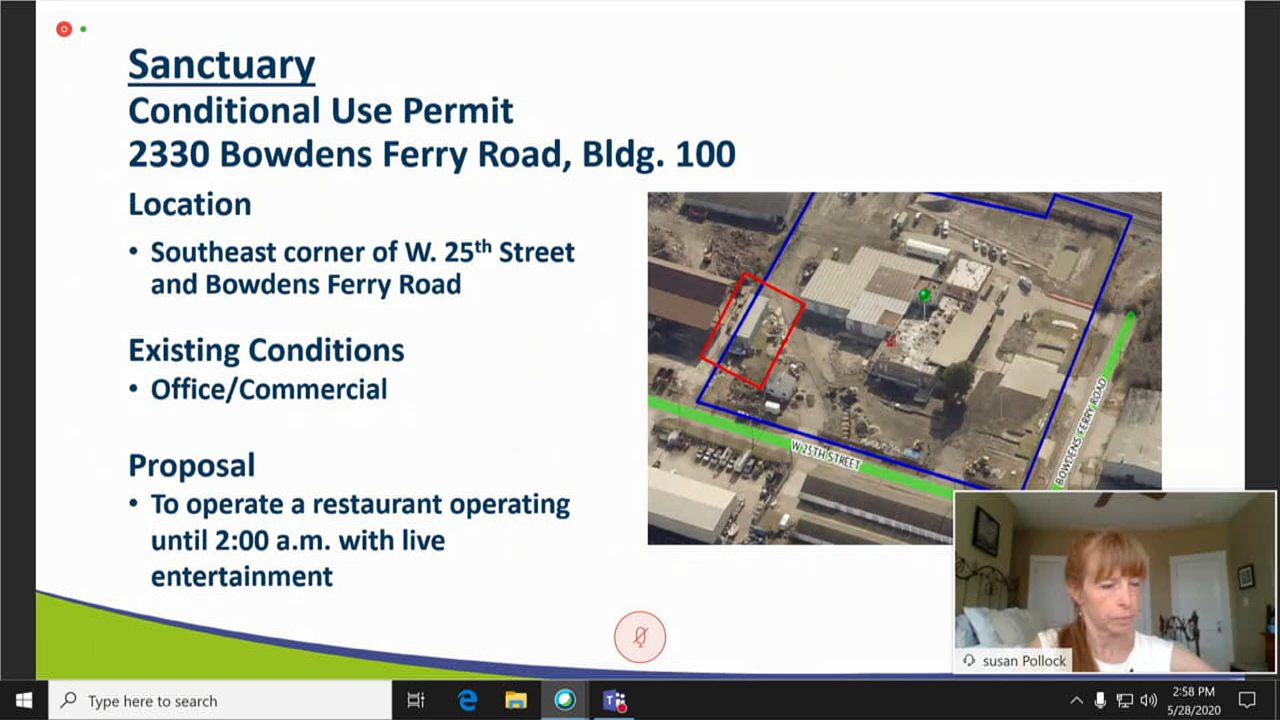 Sanctuary
Conditional Use Permit
2330 Bowdens Ferry Road, Bldg. 100
Location
• Southeast corner of W. 25th Street
and Bowdens Ferry Road
Existing Conditions
• Office/Commercial
Proposal
• To operate a restaurant operating
until 2:00 a.m. with live
entertainment
W 25TH STREET
BOWDENS FERRY ROAD
susan Pollock
Type here to search
2:58 PM
5/28/2020